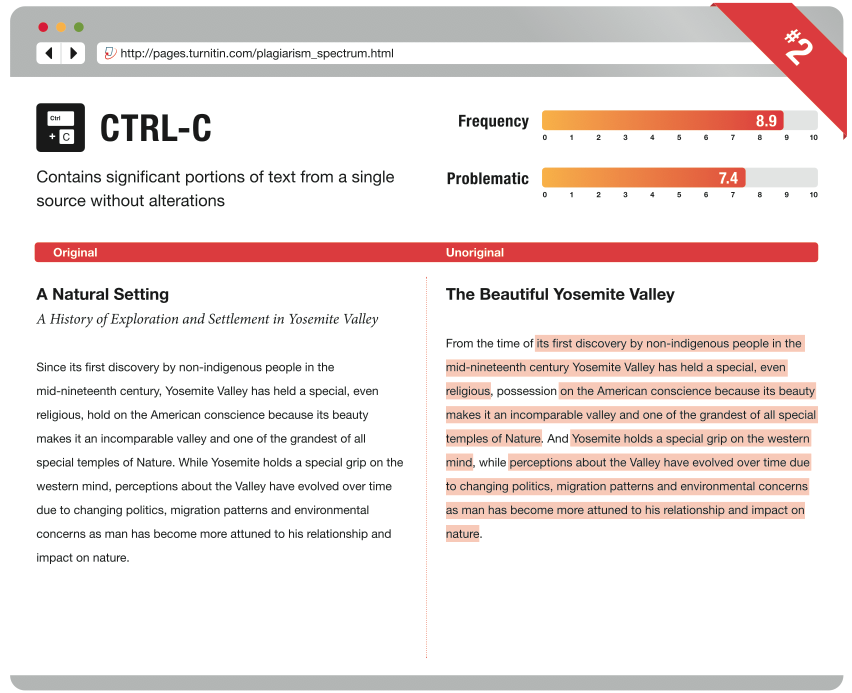 http://pages.turnitin.com/plagiarism_spectrum.html
#2
Ctrl
+ C
CTRL-C
Contains significant portions of text from a single
source without alterations
Frequency
8.9
0 1 2 3 4 5 6 7 8 9 10
Problematic
7.4
0 1 2 3 4 5 6 7 8 9 10
Original
A Natural Setting
A History of Exploration and Settlement in Yosemite Valley
Since its first discovery by non-indigenous people in the
mid-nineteenth century, Yosemite Valley has held a special, even
religious, hold on the American conscience because its beauty
makes it an incomparable valley and one of the grandest of all
special temples of Nature. While Yosemite holds a special grip on the
western mind, perceptions about the Valley have evolved over time
due to changing politics, migration patterns and environmental
concerns as man has become more attuned to his relationship and
impact on nature.
Unoriginal
The Beautiful Yosemite Valley
From the time of its first discovery by non-indigenous people in the
mid-nineteenth century Yosemite Valley has held a special, even
religious, possession on the American conscience because its beauty
makes it an incomparable valley and one of the grandest of all special
temples of Nature. And Yosemite holds a special grip on the western
mind, while perceptions about the Valley have evolved over time due
to changing politics, migration patterns and environmental concerns
as man has become more attuned to his relationship and impact on
nature.